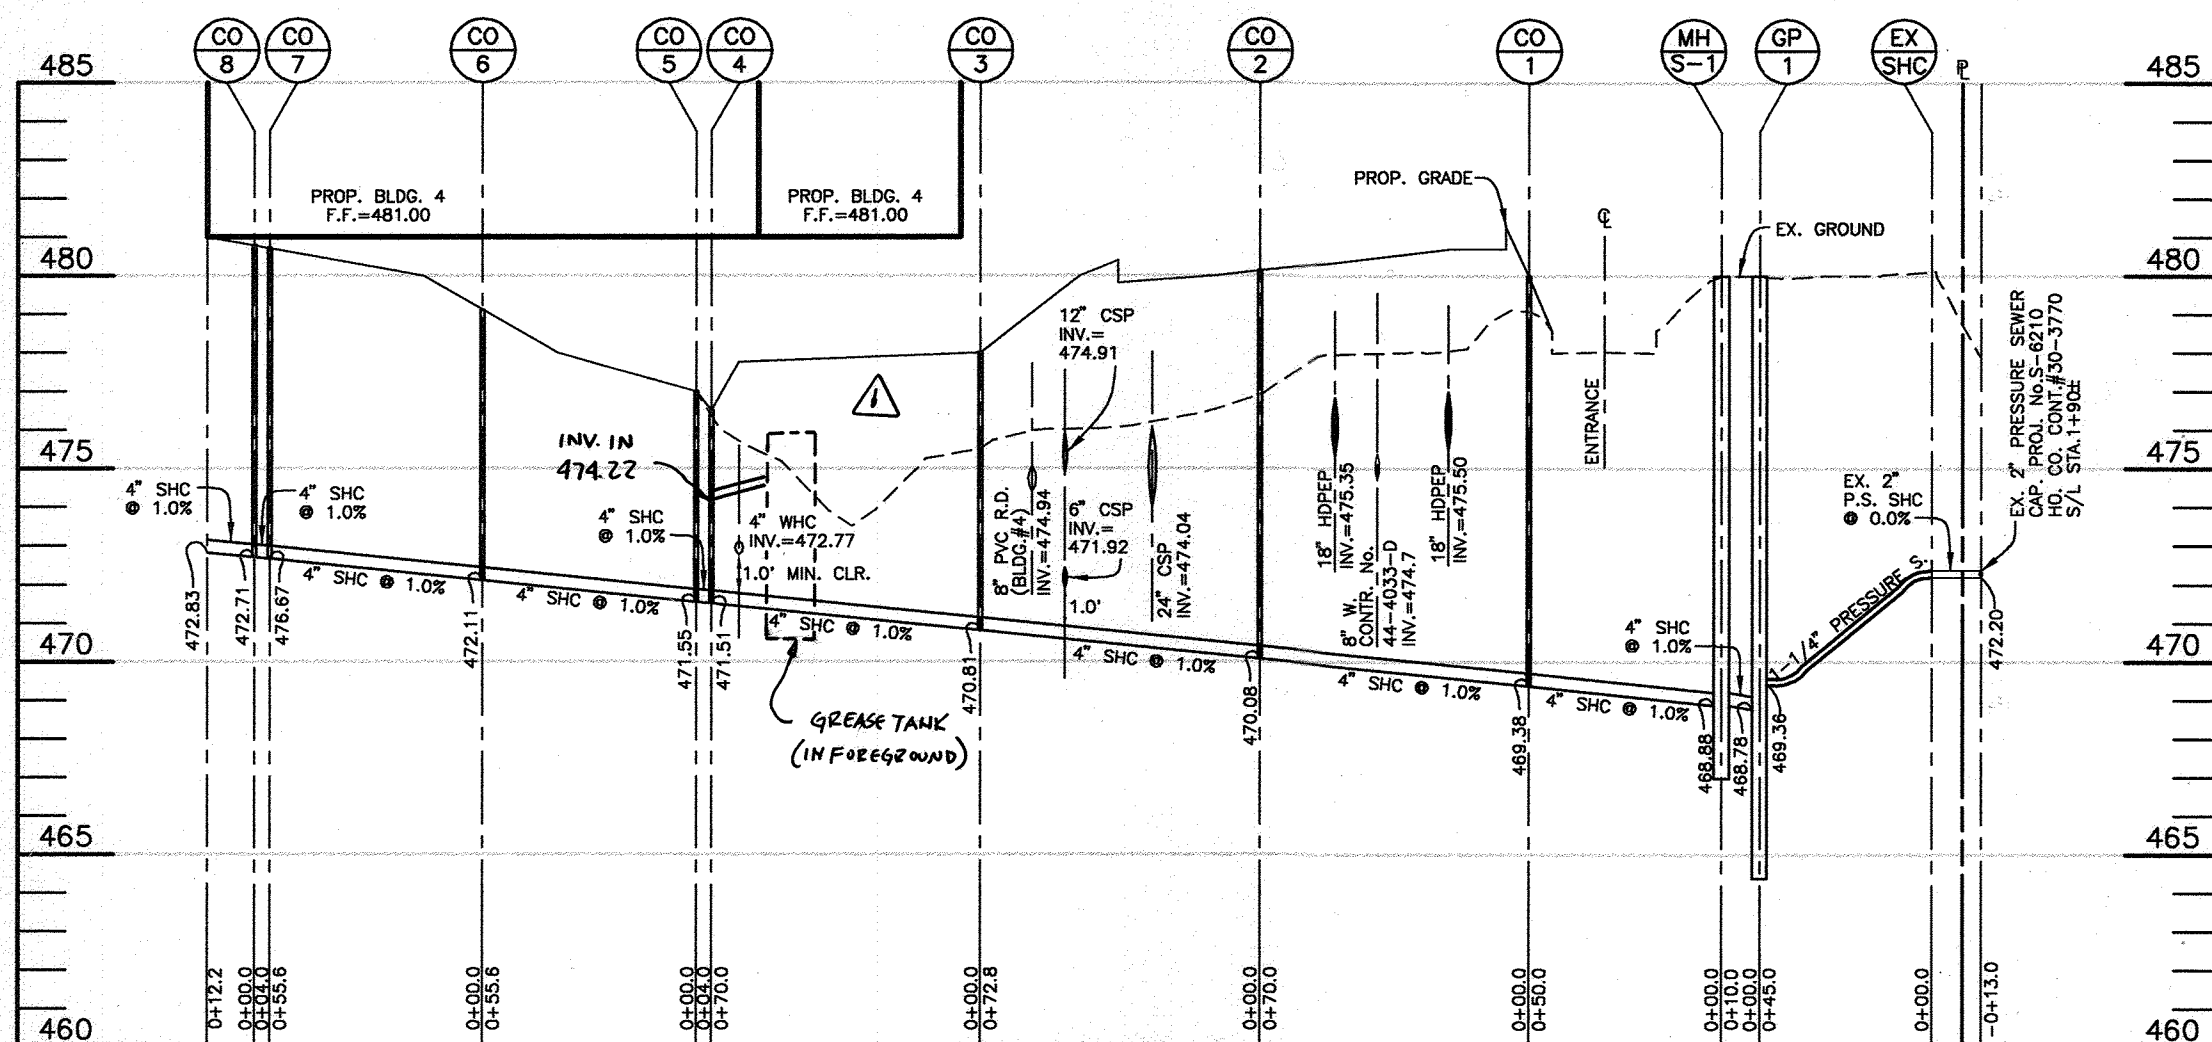 CO
8
CO
7
CO
6
CO
5
CO
4
CO
3
CO
2
CO
1
MH
S-1
GP
1
EX
SHC
485
485
PROP. BLDG. 4
F.F.=481.00
PROP. BLDG. 4
F.F.=481.00
PROP. GRADE
EX. GROUND
480
480
12" CSP
INV.=
474.91
ENTRANCE
EX. 2" PRESSURE SEWER
CAP. PROJ. No.S-6210
HO. CO. CONT.#30-3770
S/L STA.1+90±
INV. IN
474.22
475
475
4" SHC
@ 1.0%
4" SHC
@ 1.0%
4" SHC
@ 1.0%
4" WHC
INV.=472.77
1.0' MIN. CLR.
8" PVC R.D.
(BLDG.#4)
INV.=474.94
6" CSP
INV.=
471.92
1.0'
24" CSP
INV.=474.04
18" HDPEP
INV.=475.35
8" W.
CONTR. No.
44-4033-D
INV.=474.7
18" HDPEP
INV.=475.50
EX. 2"
P.S. SHC
@ 0.0%
4" SHC @ 1.0%
4" SHC @ 1.0%
4" SHC @ 1.0%
4" SHC @ 1.0%
4" SHC @ 1.0%
4" SHC @ 1.0%
4" SHC
@ 1.0%
1-1/4" PRESSURE S.
472.83
472.71
476.67
472.11
471.55
471.51
470.81
470.08
469.38
468.88
468.78
469.36
472.20
470
470
GREASE TANK
(IN FOREGROUND)
465
465
0+12.2
0+00.0
0+04.0
0+55.6
0+00.0
0+55.6
0+00.0
0+04.0
0+70.0
0+00.0
0+72.8
0+00.0
0+70.0
0+00.0
0+50.0
0+00.0
0+10.0
0+00.0
0+45.0
0+00.0
-0+13.0
460
460